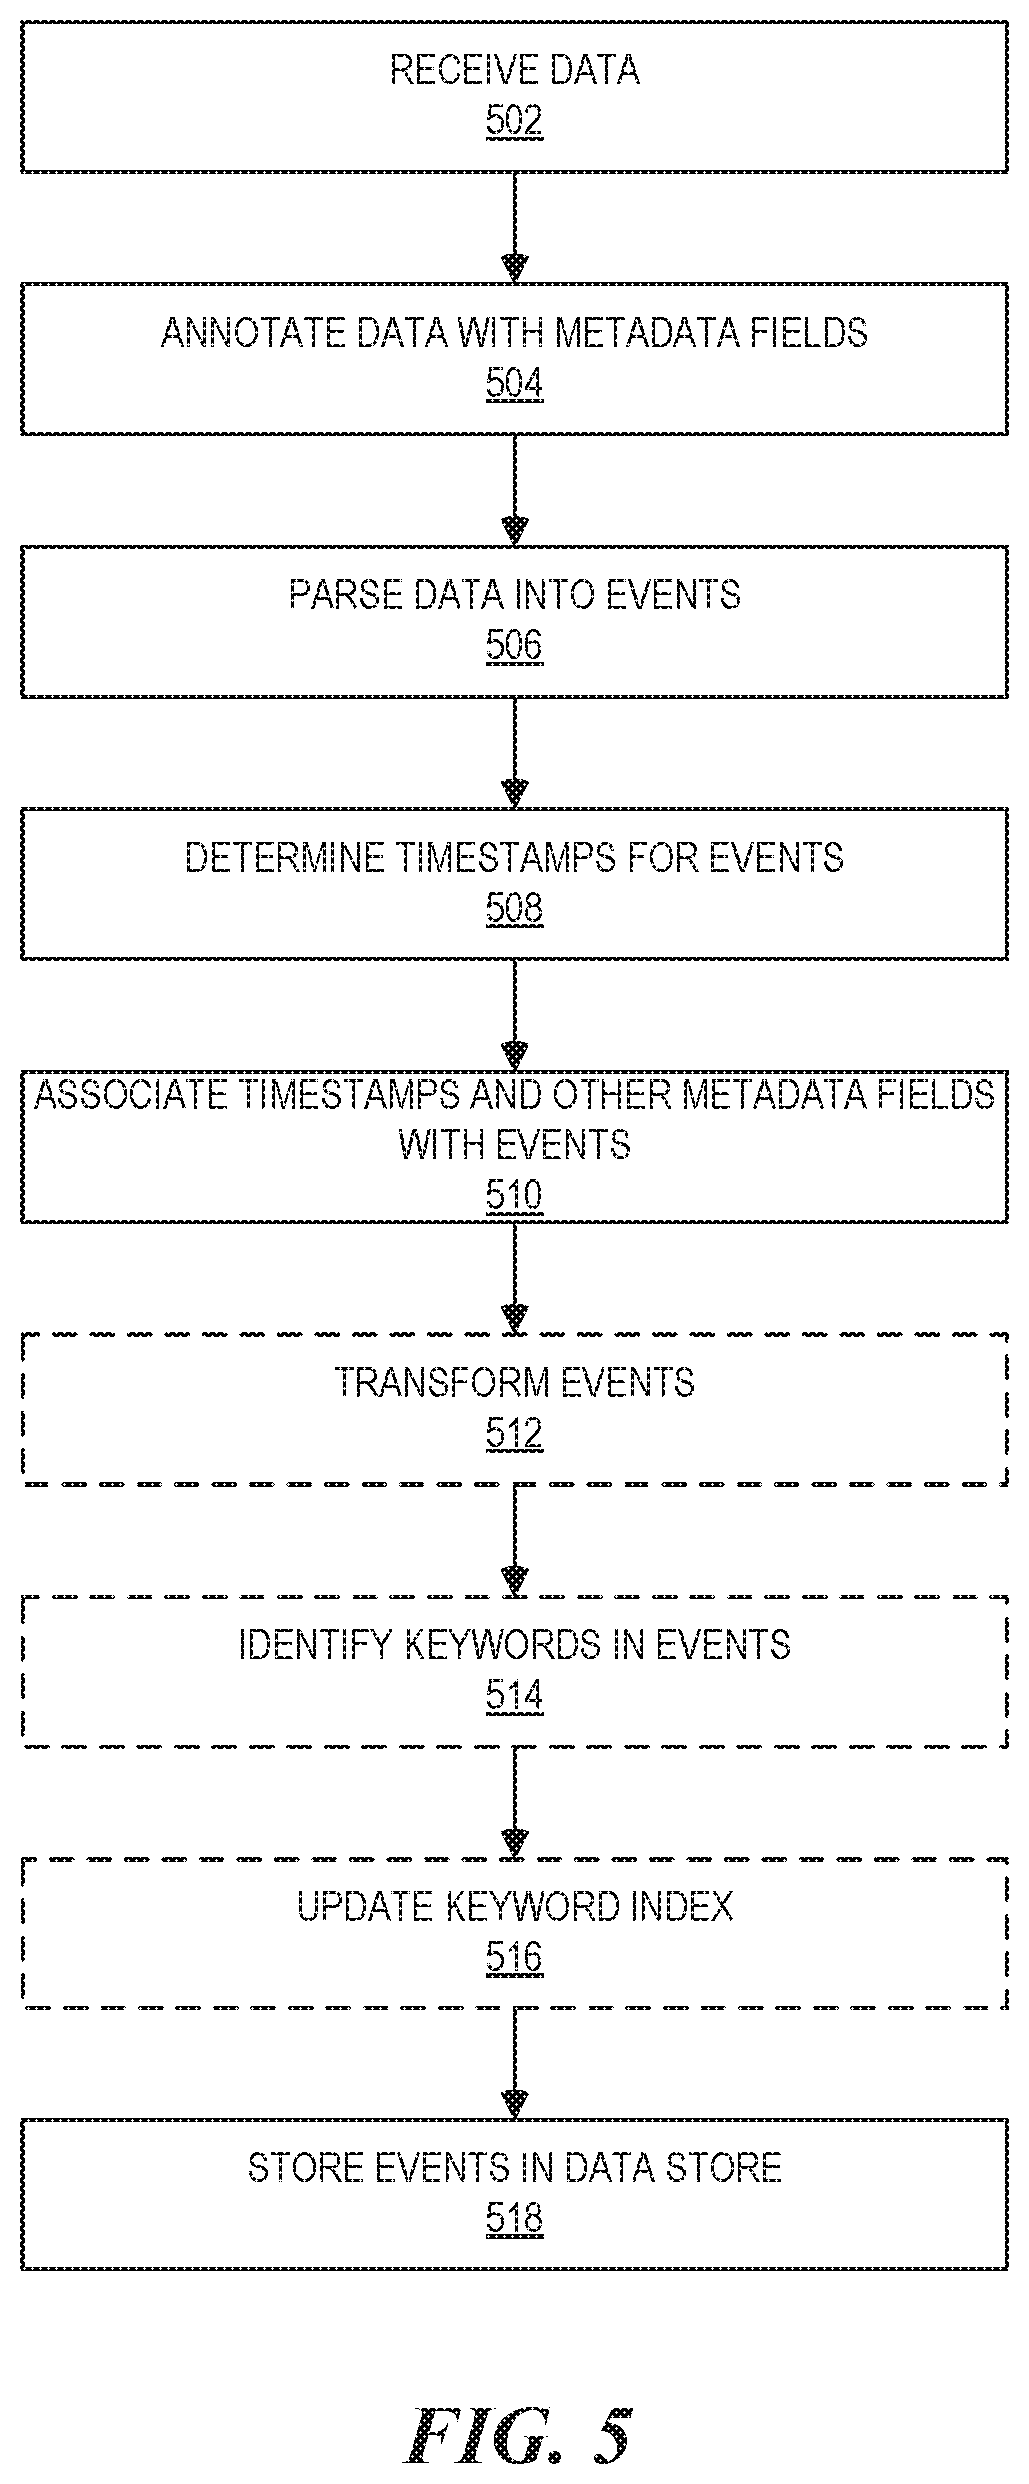 RECEIVE DATA
502
ANNOTATE DATA WITH METADATA FIELDS
504
PARSE DATA INTO EVENTS
506
DETERMINE TIMESTAMPS FOR EVENTS
508
ASSOCIATE TIMESTAMPS AND OTHER METADATA FIELDS
WITH EVENTS
510
TRANSFORM EVENTS
512
IDENTIFY KEYWORDS IN EVENTS
514
UPDATE KEYWORD INDEX
516
STORE EVENTS IN DATA STORE
518
FIG. 5